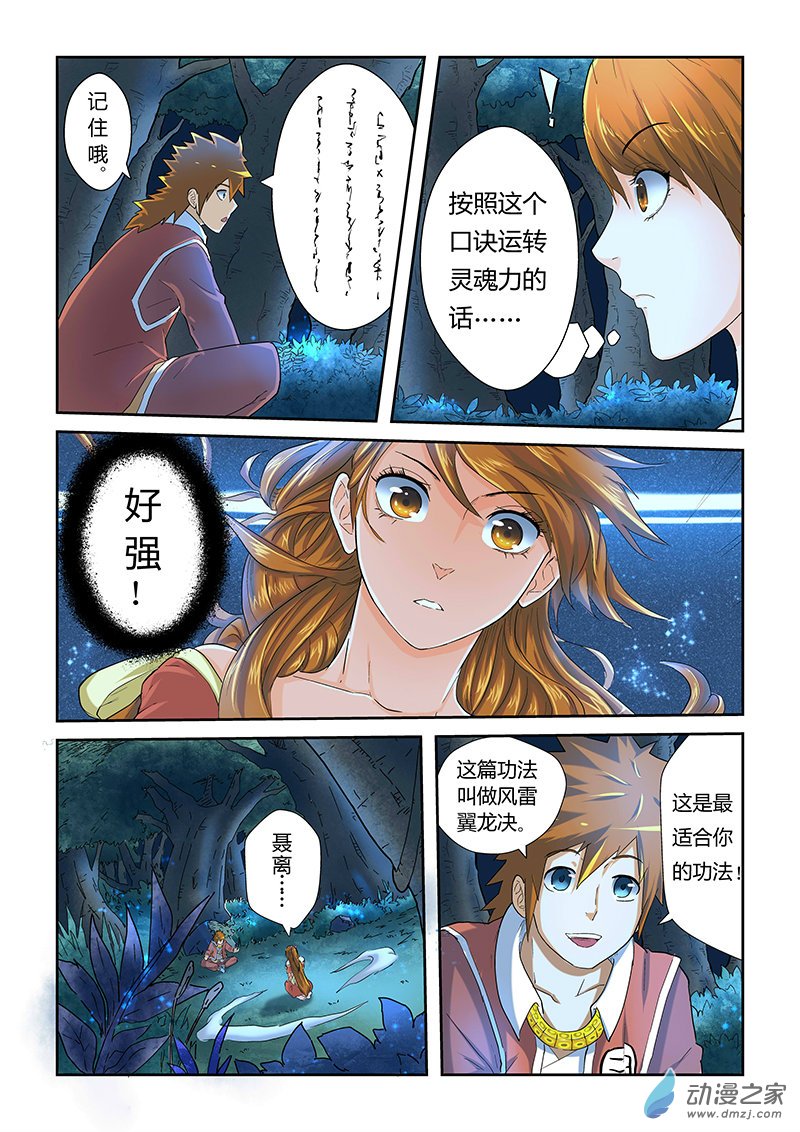 记
住
哦。
！
按照这个
口诀运转
灵魂力的
话……
好
强
！
聂
离
……
这篇功法
叫做风雷
翼龙决。
这是最
适合你
的功法！
动漫之家
www.dmzj.com